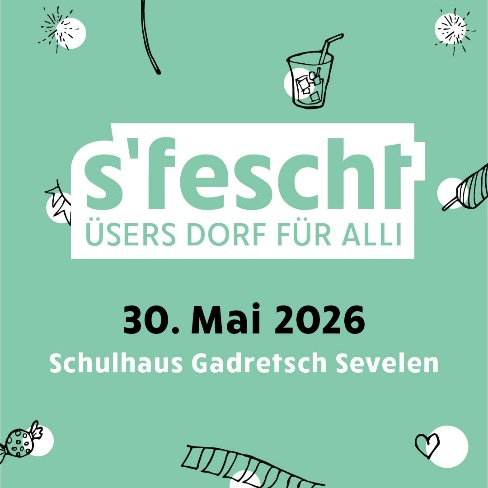 s'fescht
ÜSERS DORF FÜR ALLI
30. Mai 2026
Schulhaus Gadretsch Sevelen